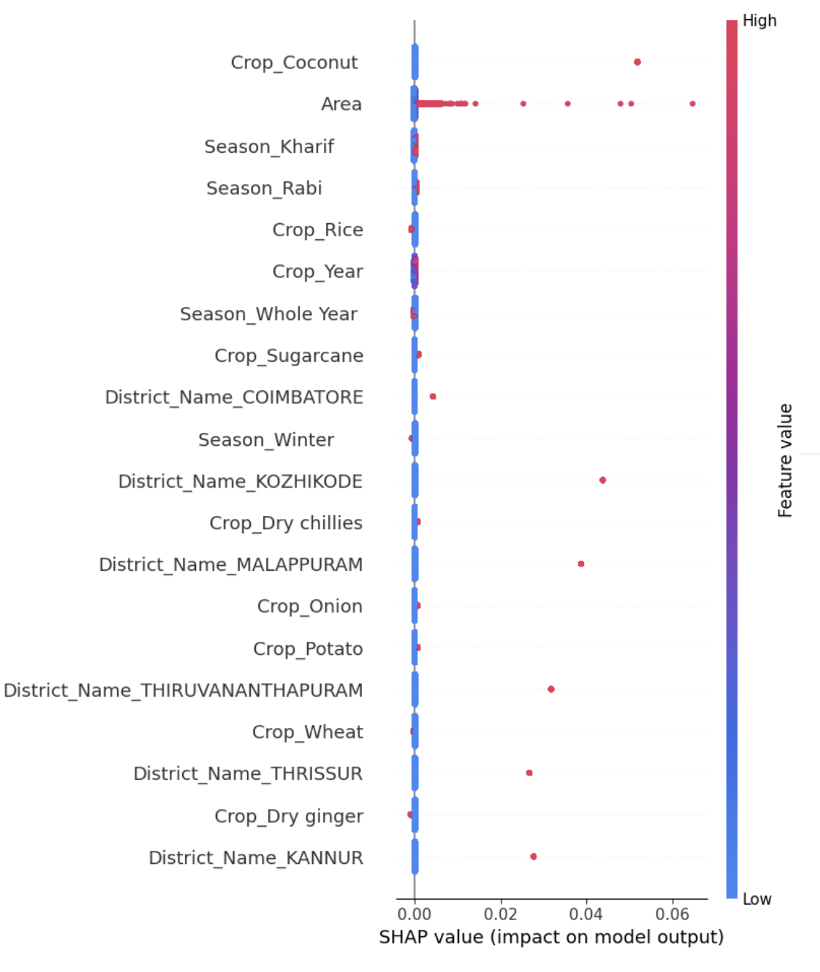 High
Crop_Coconut
Area
Season_Kharif
Season_Rabi
Crop_Rice
Crop_Year
Season_Whole Year
Crop_Sugarcane
District_Name_COIMBATORE
Season_Winter
District_Name_KOZHIKODE
Crop_Dry chillies
District_Name_MALAPPURAM
Crop_Onion
Crop_Potato
District_Name_THIRUVANANTHAPURAM
Crop_Wheat
District_Name_THRISSUR
Crop_Dry ginger
District_Name_KANNUR
Feature value
Low
0.00 0.02 0.04 0.06
SHAP value (impact on model output)